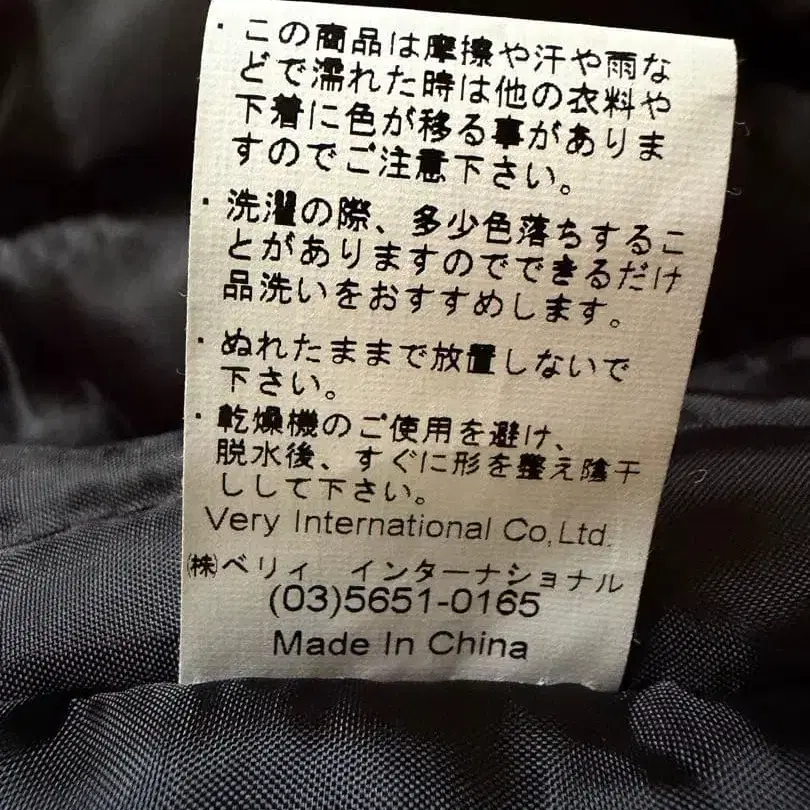 ・この商品は摩擦や汗や雨な
どで濡れた時は他の衣料や
下着に色が移る事がありま
すのでご注意下さい。
・洗濯の際、多少色落ちするこ
とがありますのでできるだけ
品洗いをおすすめします。
・ぬれたままで放置しないで
下さい。
・乾燥機のご使用を避け、
脱水後、すぐに形を整え陰干
しして下さい。
Very International Co,Ltd.
㈱ベリィ インターナショナル
(03)5651-0165
Made In China